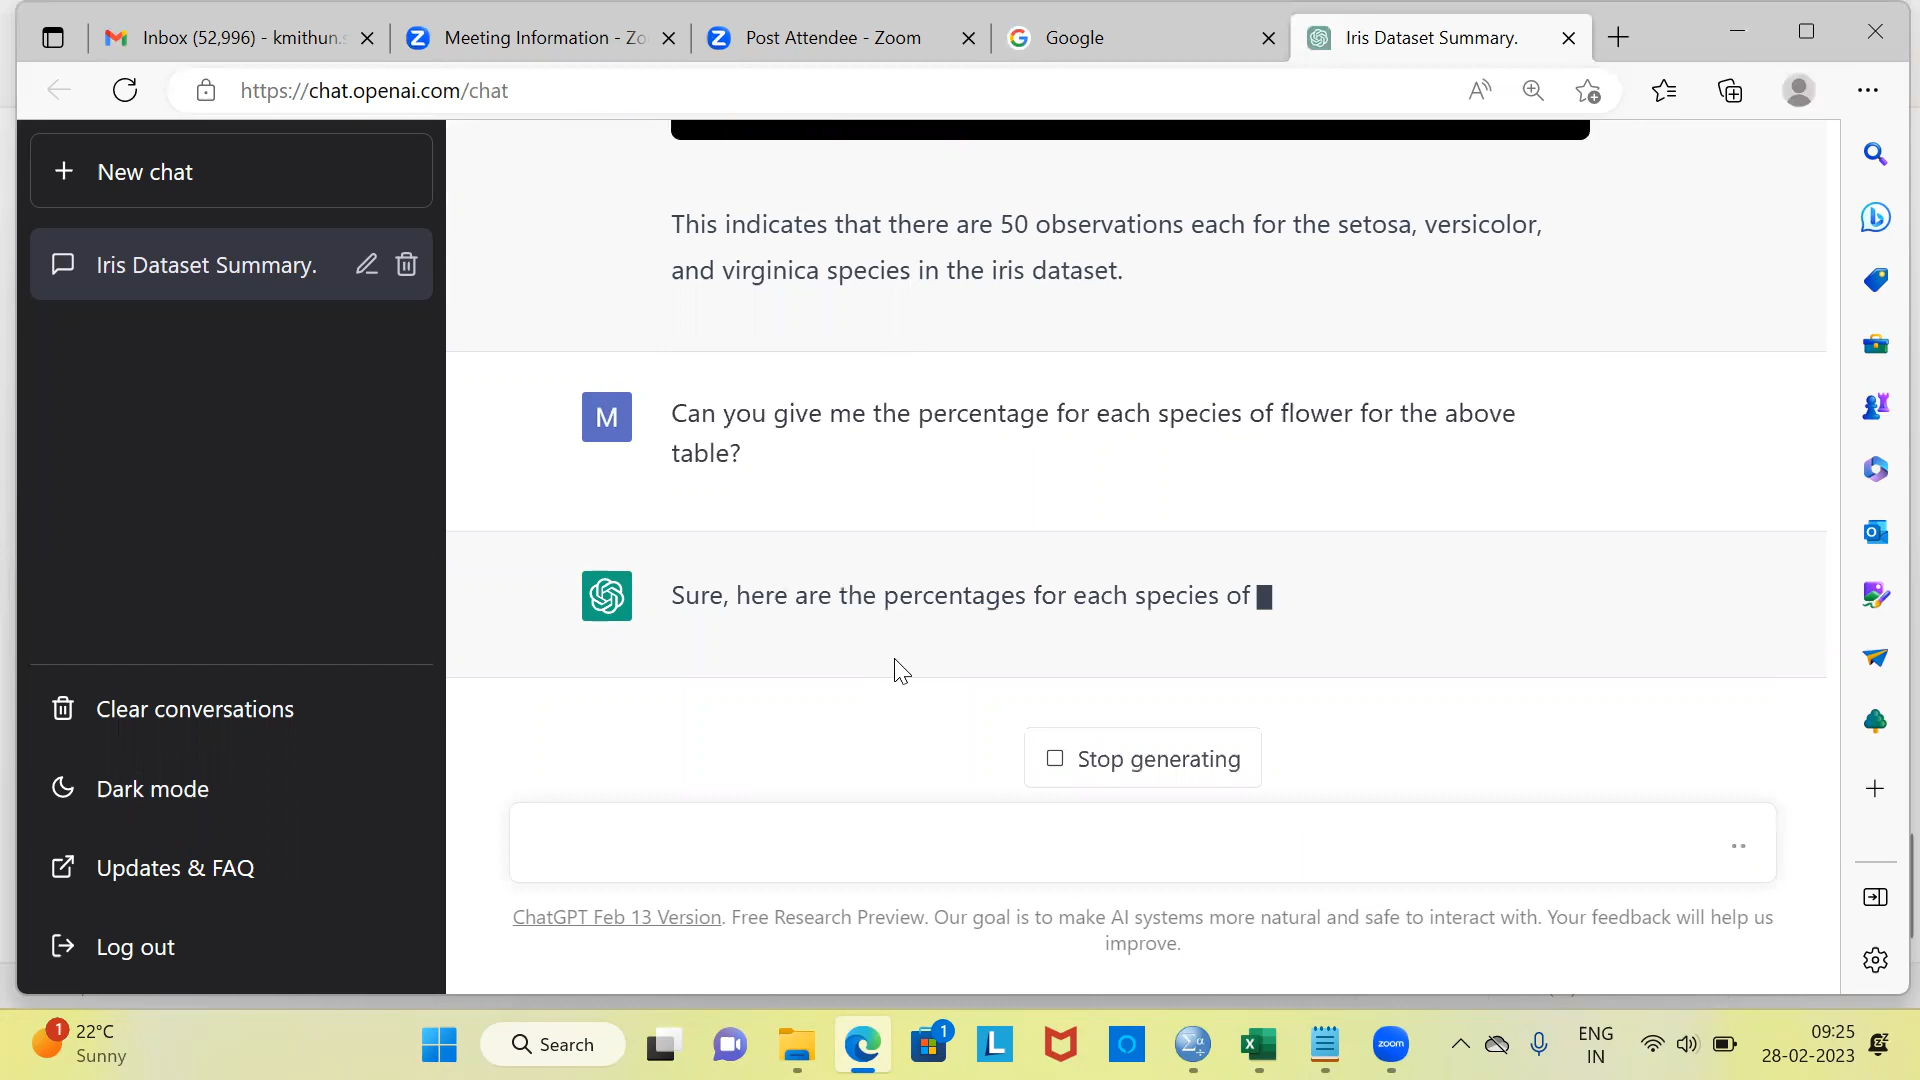 Inbox (52,996) - kmithun.s
Meeting Information - Zo
Post Attendee - Zoom
Google
Iris Dataset Summary.
https://chat.openai.com/chat
New chat
Iris Dataset Summary.
Clear conversations
Dark mode
Updates & FAQ
Log out
This indicates that there are 50 observations each for the setosa, versicolor,
and virginica species in the iris dataset.
M
Can you give me the percentage for each species of flower for the above
table?
Sure, here are the percentages for each species of
Stop generating
ChatGPT Feb 13 Version. Free Research Preview. Our goal is to make AI systems more natural and safe to interact with. Your feedback will help us
improve.
1
22°C
Sunny
Search
1
L
X
zoom
ENG
IN
09:25
28-02-2023